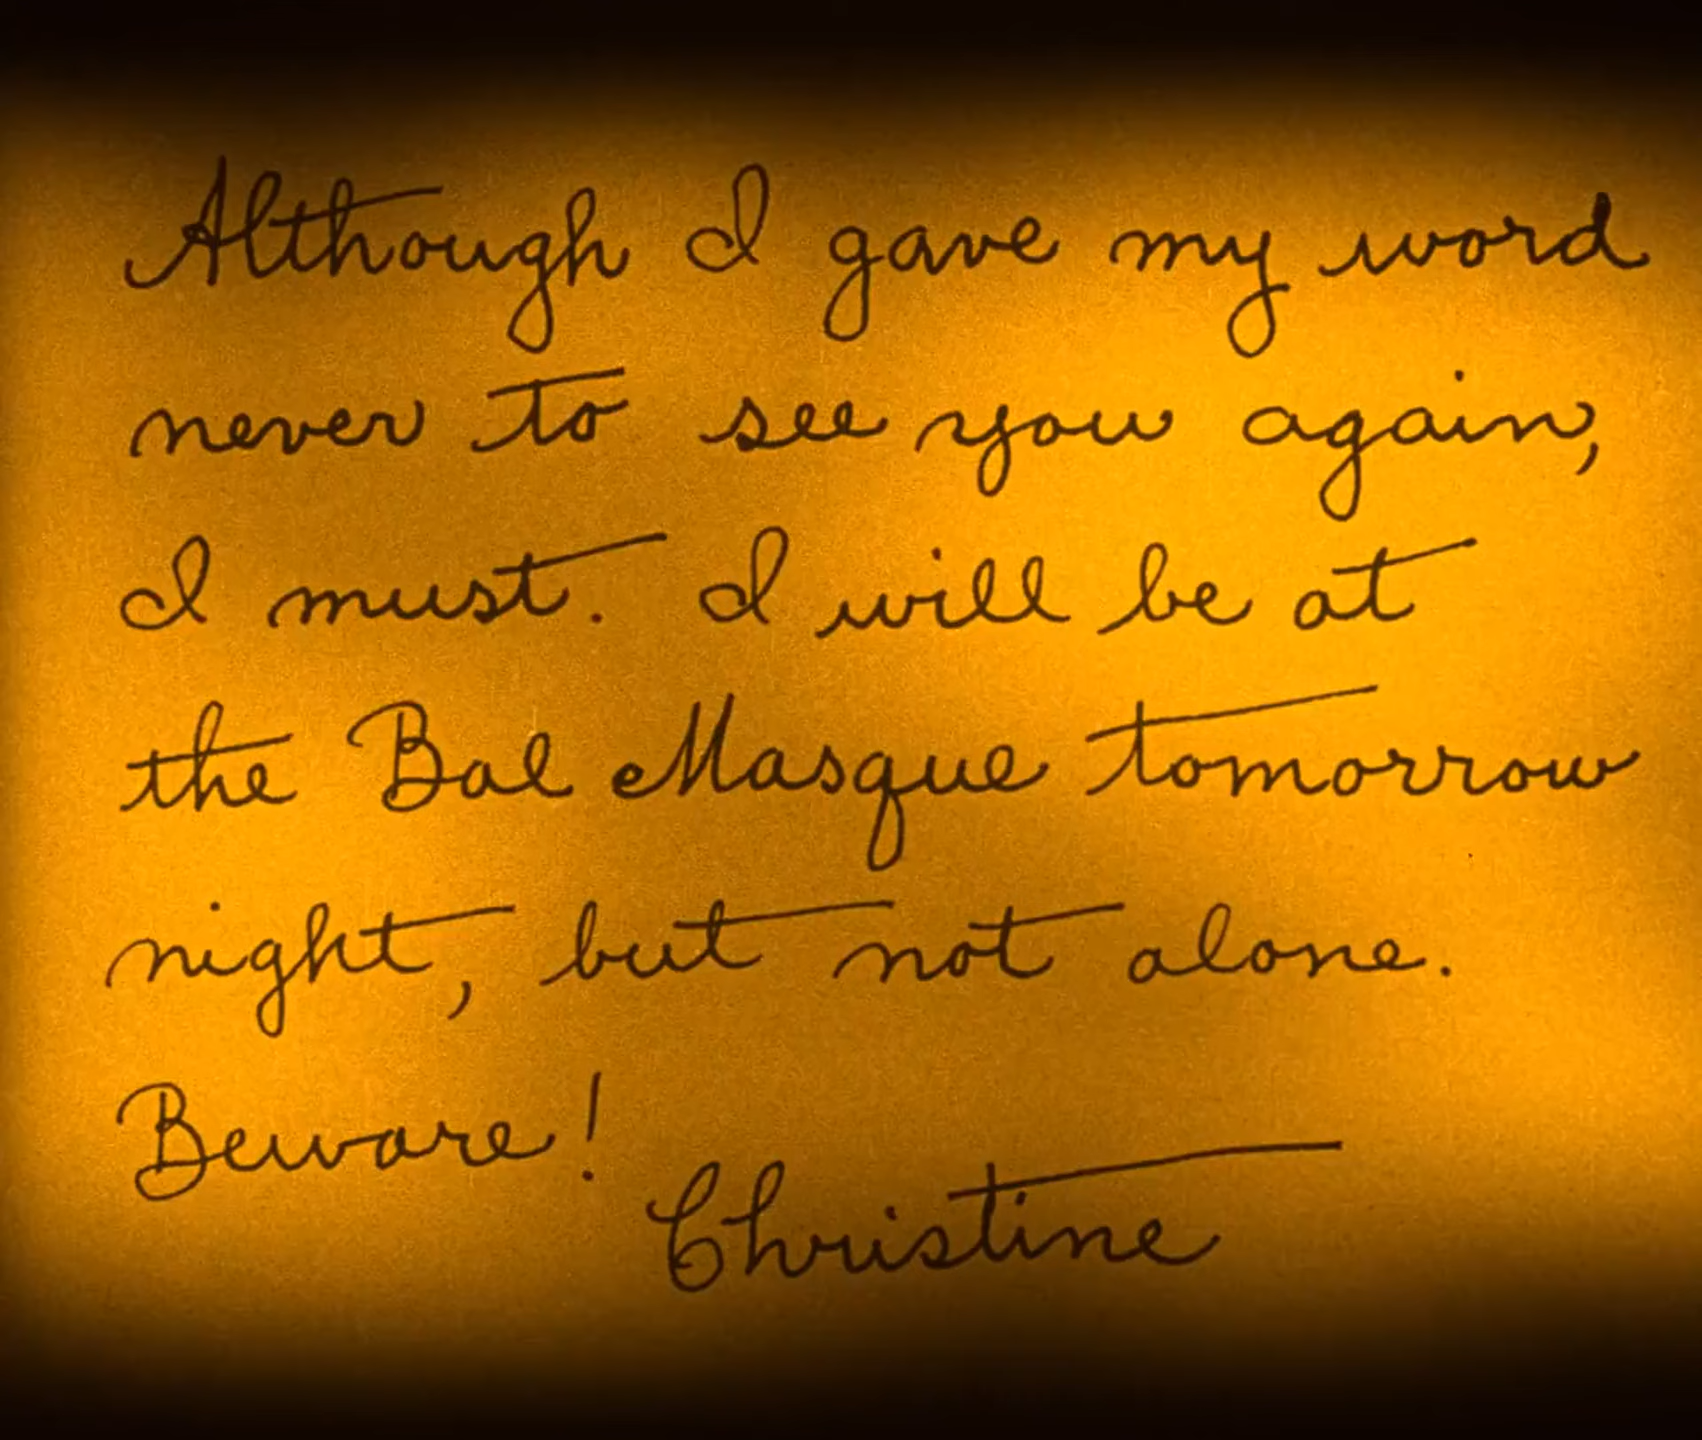 Although I gave my word
never to see you again,
I must. I will be at
the Bal Masque tomorrow
night, but not alone.
Beware!
Christine